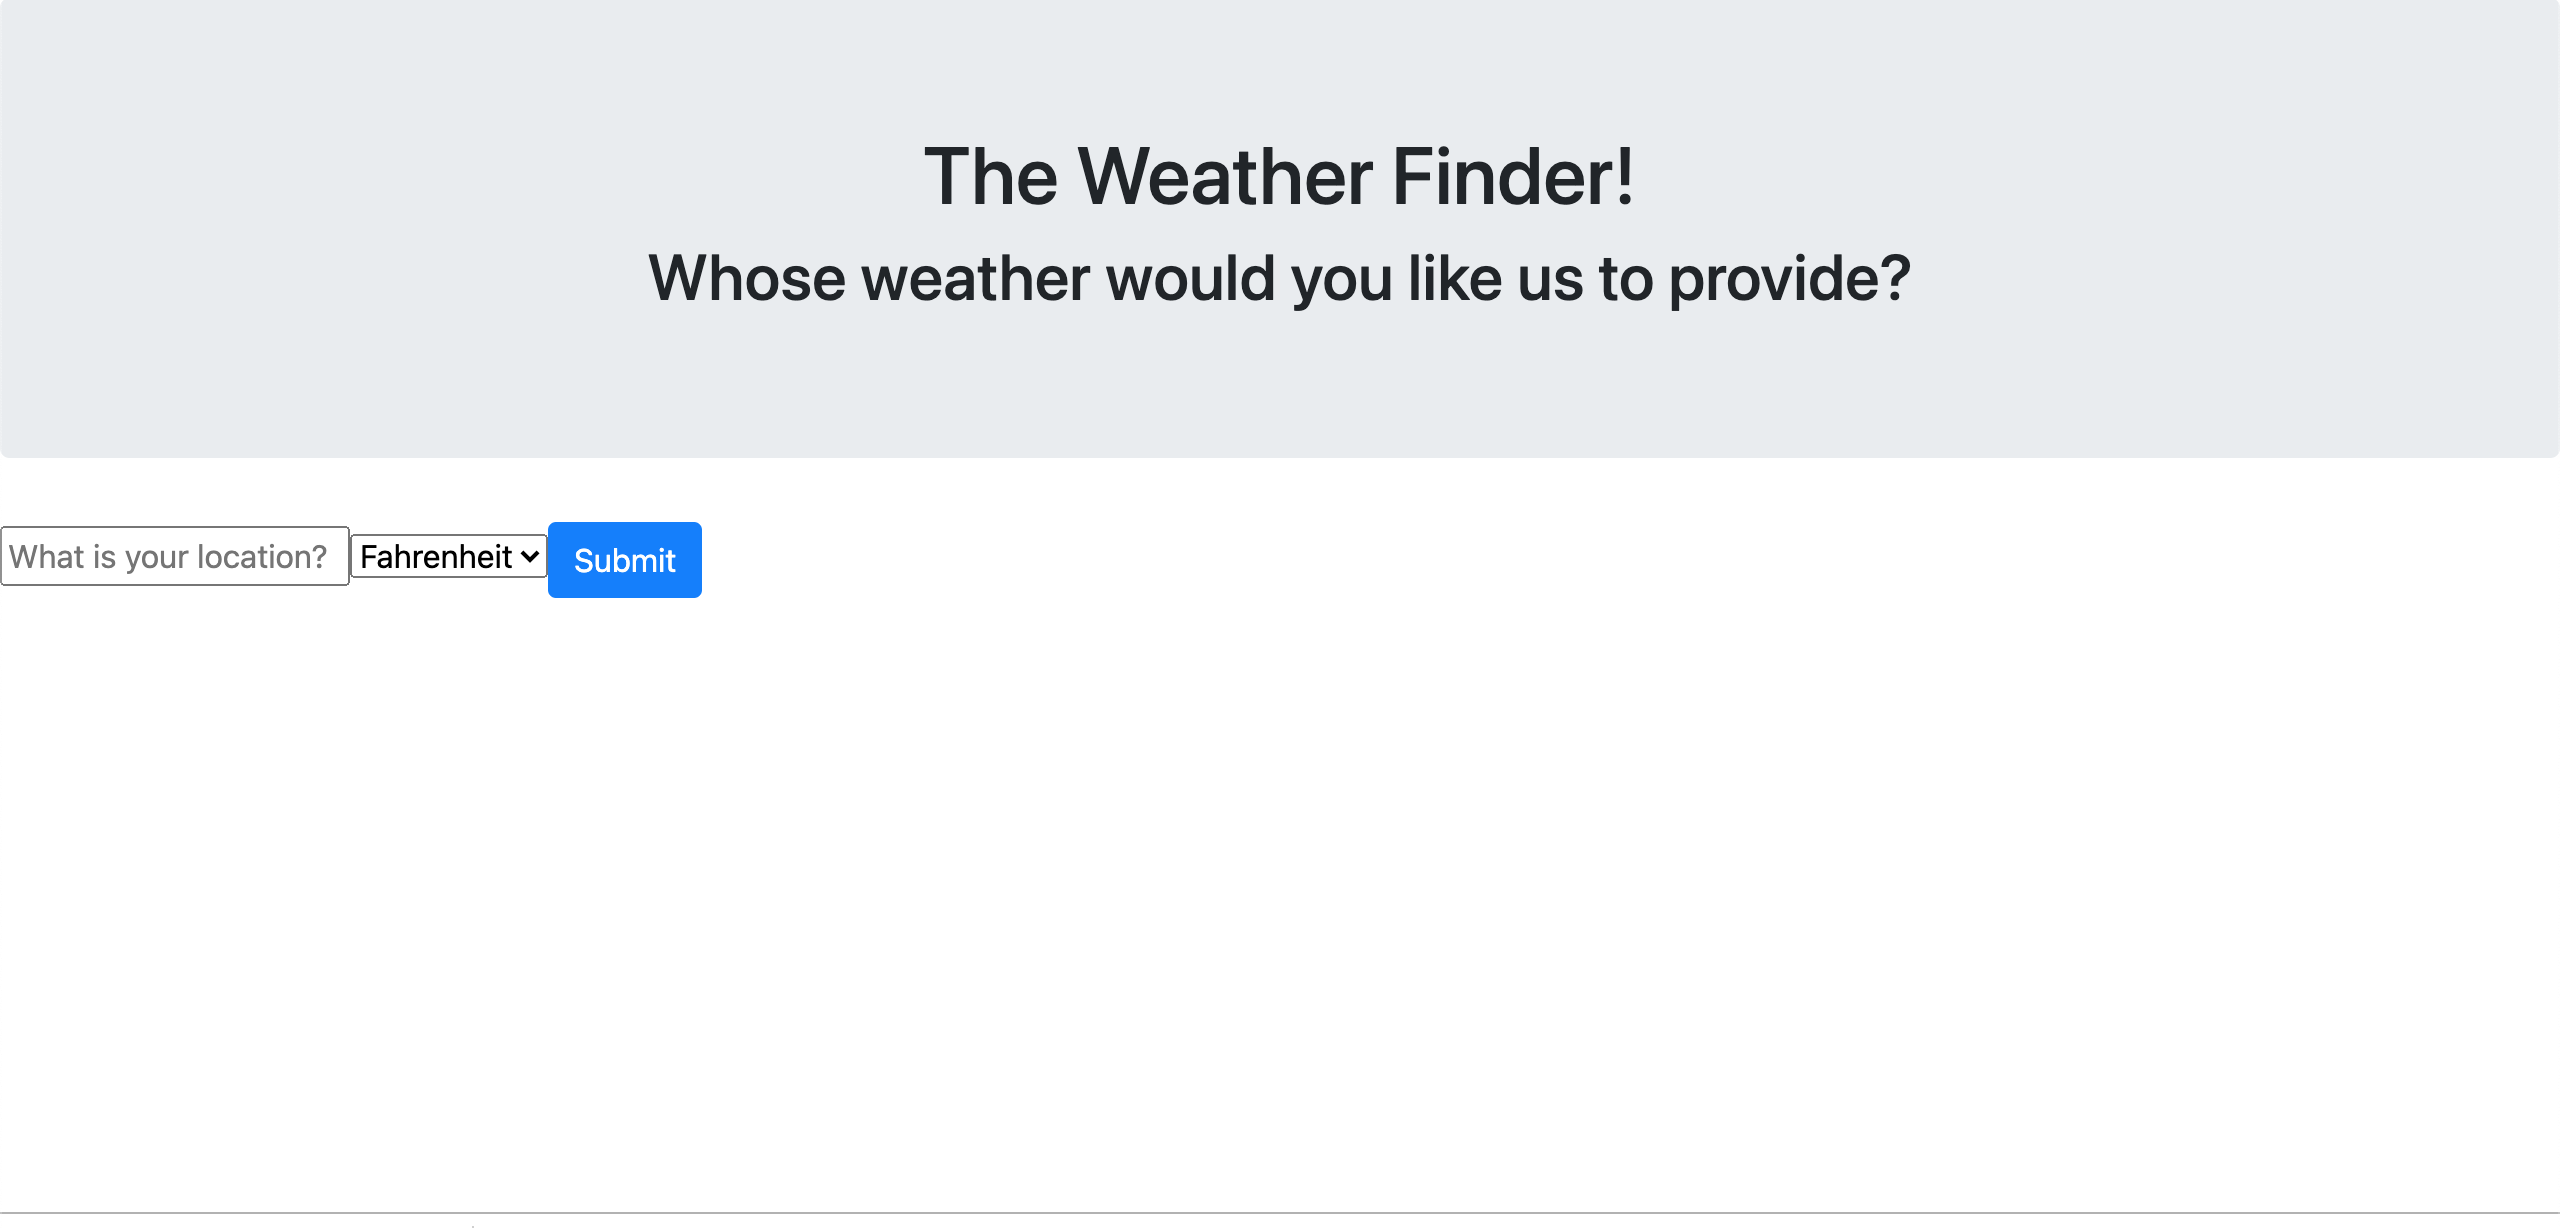 The Weather Finder!
Whose weather would you like us to provide?
What is your location? Fahrenheit Submit